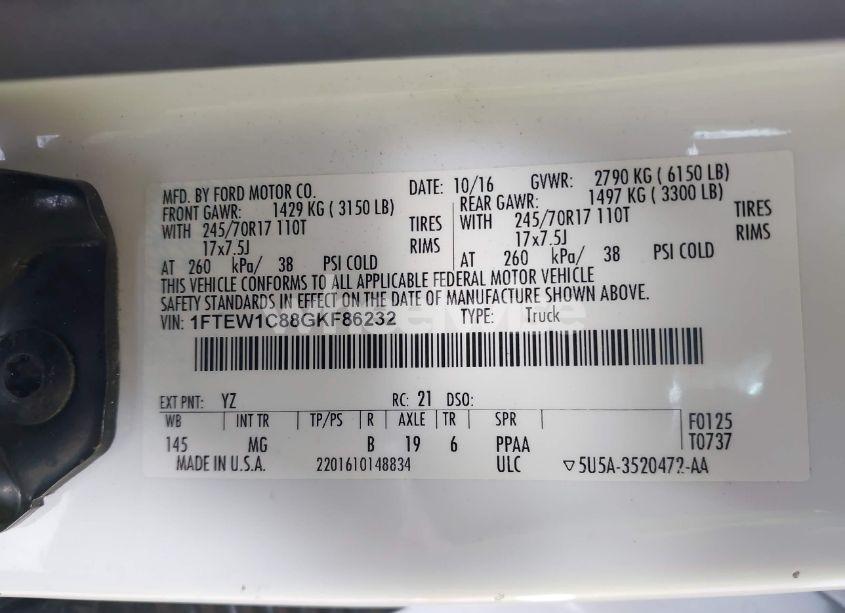 MFD. BY FORD MOTOR CO. DATE: 10/16 GVWR: 2790 KG ( 6150 LB)
FRONT GAWR: 1429 KG ( 3150 LB) REAR GAWR: 1497 KG ( 3300 LB)
WITH 245/70R17 110T TIRES WITH 245/70R17 110T TIRES
17x7.5J RIMS 17x7.5J RIMS
AT 260 kPa/ 38 PSI COLD AT 260 kPa/ 38 PSI COLD
THIS VEHICLE CONFORMS TO ALL APPLICABLE FEDERAL MOTOR VEHICLE
SAFETY STANDARDS IN EFFECT ON THE DATE OF MANUFACTURE SHOWN ABOVE.
VIN: 1FTEW1C88GKF86232 TYPE: Truck
EXT PNT: YZ RC: 21 DSO:
WB INT TR TP/PS R AXLE TR SPR F0125
145 MG B 19 6 PPAA T0737
MADE IN U.S.A. 2201610148834 ULC ▽5U5A-3520472-AA